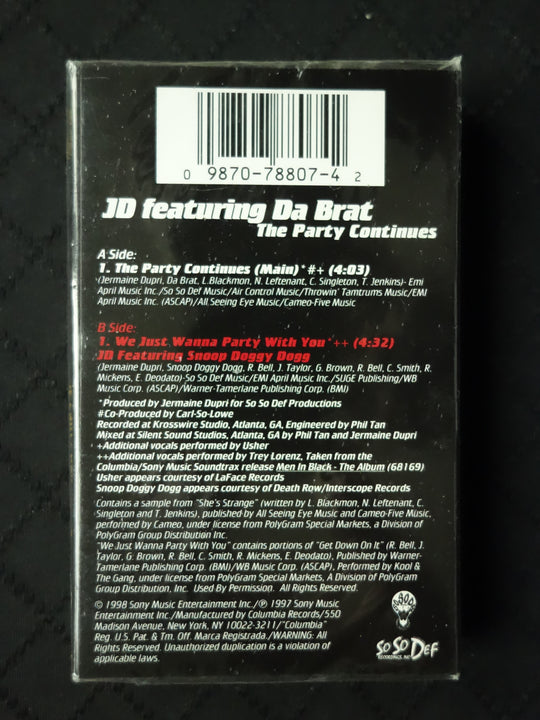 0 9870-78807-4 2
JD featuring Da Brat
The Party Continues
A Side:
1. The Party Continues (Main)*#+ (4:03)
(Jermaine Dupri, Da Brat, L.Blackmon, N. Leftenant, C. Singleton, T. Jenkins)- Emi
April Music Inc./So So Def Music/Air Control Music/Throwin' Tamtrums Music/EMI
April Music Inc. (ASCAP)/All Seeing Eye Music/Cameo-Five Music
B Side:
1. We Just Wanna Party With You*++ (4:32)
JD Featuring Snoop Doggy Dogg
(Jermaine Dupri, Snoop Doggy Dogg, R. Bell, J. Taylor, G. Brown, R. Bell, C. Smith, R.
Mickens, E. Deodato)-So So Def Music/EMI April Music Inc./SUGE Publishing/WB
Music Corp. (ASCAP)/Warner-Tamerlane Publishing Corp. (BMI)
*Produced by Jermaine Dupri for So So Def Productions
#Co-Produced by Carl-So-Lowe
Recorded at Krosswire Studio, Atlanta, GA, Engineered by Phil Tan
Mixed at Silent Sound Studios, Atlanta, GA by Phil Tan and Jermaine Dupri
+Additional vocals performed by Usher
++Additional vocals performed by Trey Lorenz, Taken from the
Columbia/Sony Music Soundtrax release Men In Black - The Album (68169)
Usher appears courtesy of LaFace Records
Snoop Doggy Dogg appears courtesy of Death Row/Interscope Records
Contains a sample from "She's Strange" (written by L. Blackmon, N. Leftenant, C.
Singleton and T. Jenkins), published by All Seeing Eye Music and Cameo-Five Music,
performed by Cameo, under license from PolyGram Special Markets, a Division of
PolyGram Group Distribution Inc.
"We Just Wanna Party With You" contains portions of "Get Down On It" (R. Bell, J.
Taylor, G. Brown, R. Bell, C. Smith, R. Mickens, E. Deodato), Published by Warner-
Tamerlane Publishing Corp. (BMI)/WB Music Corp. (ASCAP), Performed by Kool &
The Gang, under license from PolyGram Special Markets, A Division of PolyGram
Group Distribution, Inc. Used By Permission. All Rights Reserved.
© 1998 Sony Music Entertainment Inc./℗ 1997 Sony Music
Entertainment Inc./Manufactured by Columbia Records/550
Madison Avenue, New York, NY 10022-3211/"Columbia"
Reg. U.S. Pat. & Tm. Off. Marca Registrada./WARNING: All
Rights Reserved. Unauthorized duplication is a violation of
applicable laws.
So So Def
Recordings, Inc.